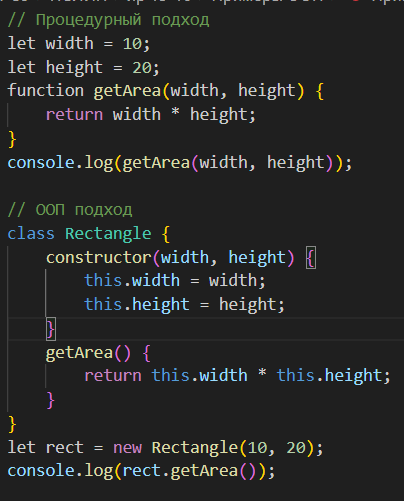 // Процедурный подход
let width = 10;
let height = 20;
function getArea(width, height) {
    return width * height;
}
console.log(getArea(width, height));

// ООП подход
class Rectangle {
    constructor(width, height) {
        this.width = width;
        this.height = height;
    }
    getArea() {
        return this.width * this.height;
    }
}
let rect = new Rectangle(10, 20);
console.log(rect.getArea());